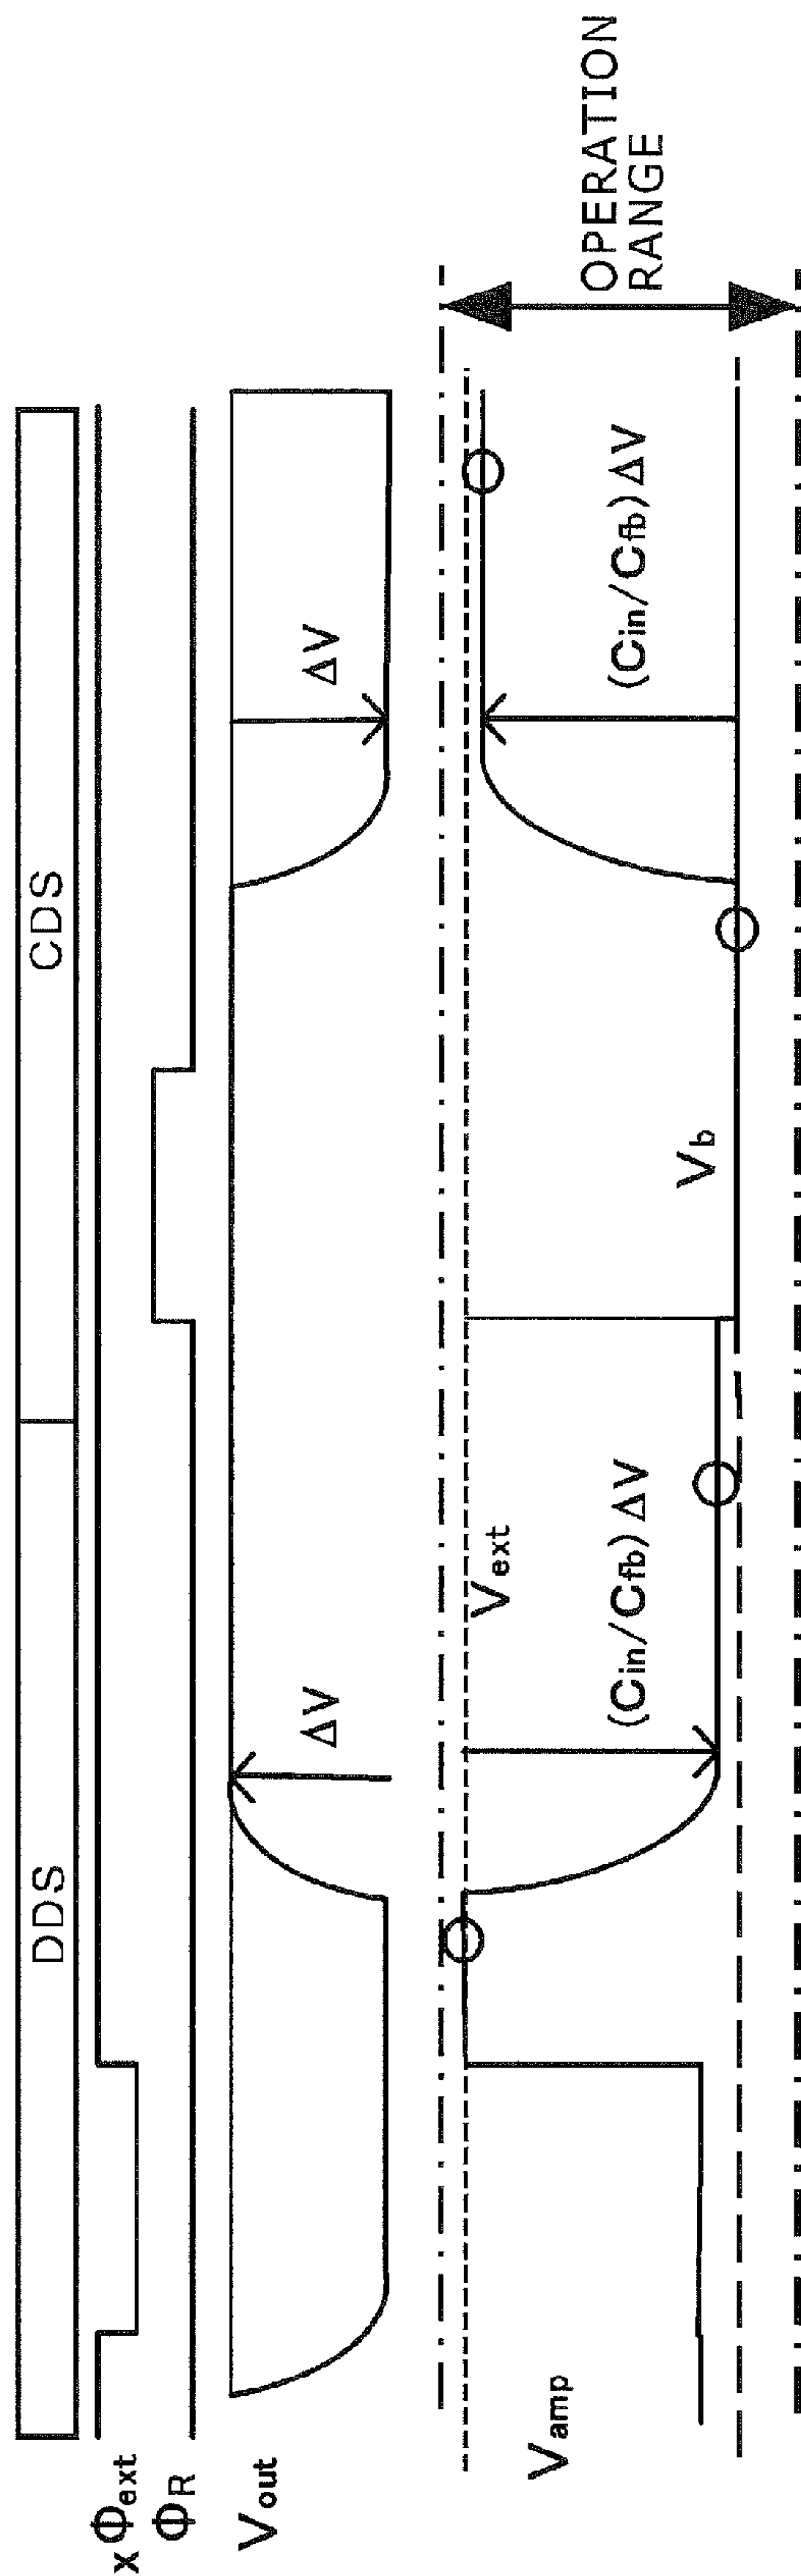 DDS CDS
xΦext
ΦR
Vout
ΔV ΔV
Vext
Vamp
(Cin/Cfb)ΔV
Vb
(Cin/Cfb)ΔV
OPERATION
RANGE